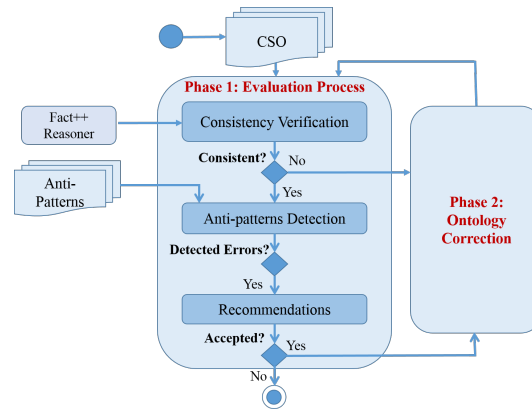 CSO
Phase 1: Evaluation Process
Fact++
Reasoner
Consistency Verification
Consistent?
No
Yes
Anti-
Patterns
Anti-patterns Detection
Detected Errors?
Yes
Recommendations
Accepted?
Yes
No
Phase 2:
Ontology
Correction